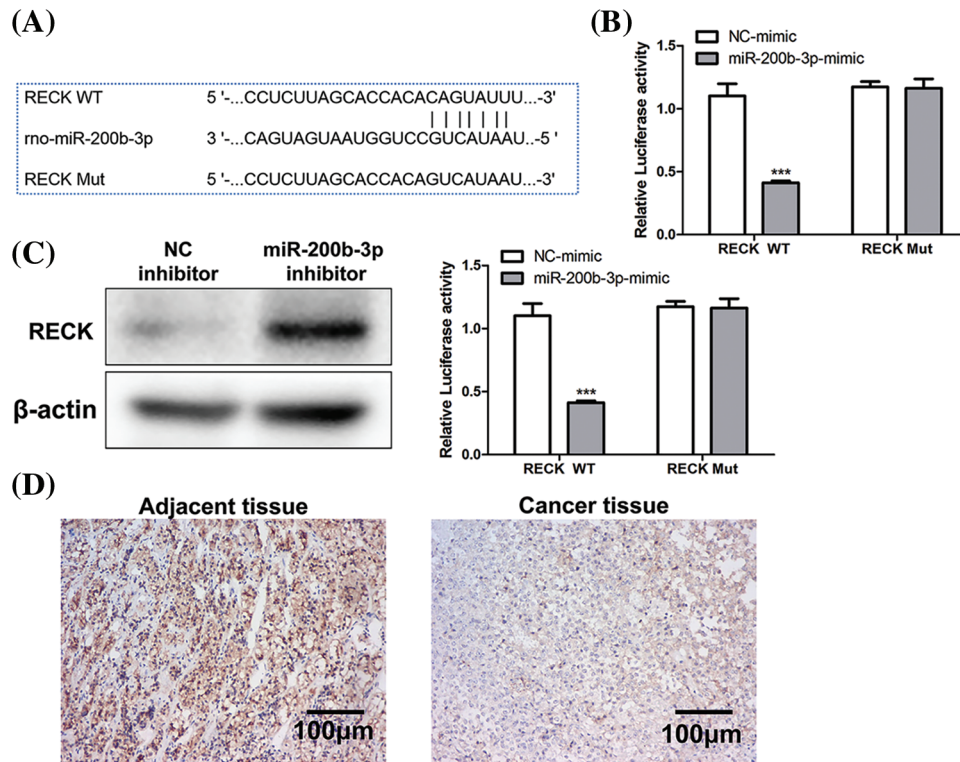 (A)
RECK WT 5 '-...CCUCUUAGCACCACACAGUAUUU...-3'
rno-miR-200b-3p 3 '-...CAGUAGUAAUGGUCCGUCAUAAU..-5 '
RECK Mut 5 '-...CCUCUUAGCACCACAGUCAUAAU...-3'
(B)
NC-mimic
miR-200b-3p-mimic
Relative Luciferase activity
1.5
1.0
0.5
0.0
***
RECK WT
RECK Mut
(C)
NC inhibitor
miR-200b-3p inhibitor
RECK
β-actin
NC-mimic
miR-200b-3p-mimic
Relative Luciferase activity
1.5
1.0
0.5
0.0
***
RECK WT
RECK Mut
(D)
Adjacent tissue
Cancer tissue
100μm
100μm